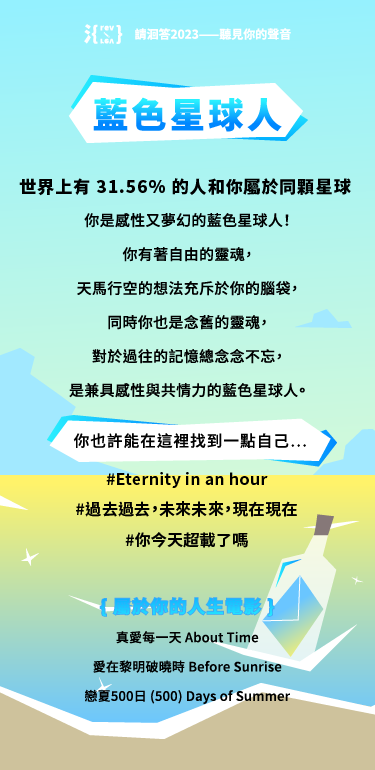 請洄答2023——聽見你的聲音
藍色星球人
世界上有 31.56% 的人和你屬於同顆星球
你是感性又夢幻的藍色星球人！
你有著自由的靈魂，
天馬行空的想法充斥於你的腦袋，
同時你也是念舊的靈魂，
對於過往的記憶總念念不忘，
是兼具感性與共情力的藍色星球人。
你也許能在這裡找到一點自己...
#Eternity in an hour
#過去過去，未來未來，現在現在
#你今天超載了嗎
{ 屬於你的人生電影 }
真愛每一天 About Time
愛在黎明破曉時 Before Sunrise
戀夏500日 (500) Days of Summer